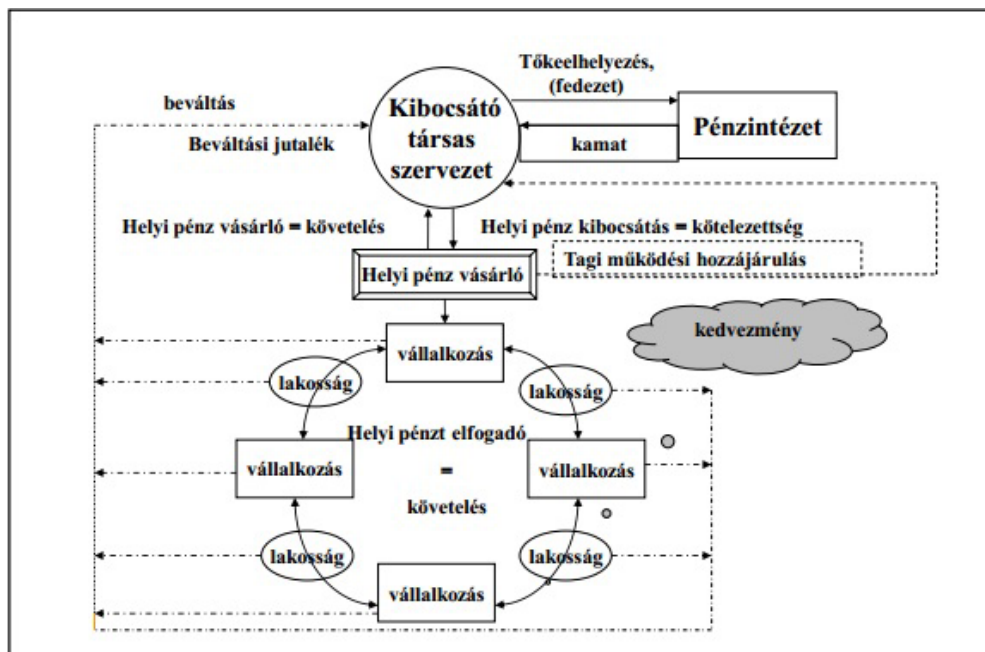 Tőkeelhelyezés,
(fedezet)
beváltás
Kibocsátó
társas
szervezet
Pénzintézet
Beváltási jutalék
kamat
Helyi pénz vásárló = követelés
Helyi pénz kibocsátás = kötelezettség
Helyi pénz vásárló
Tagi működési hozzájárulás
kedvezmény
vállalkozás
lakosság
lakosság
Helyi pénzt elfogadó
=
követelés
vállalkozás
vállalkozás
lakosság
lakosság
vállalkozás